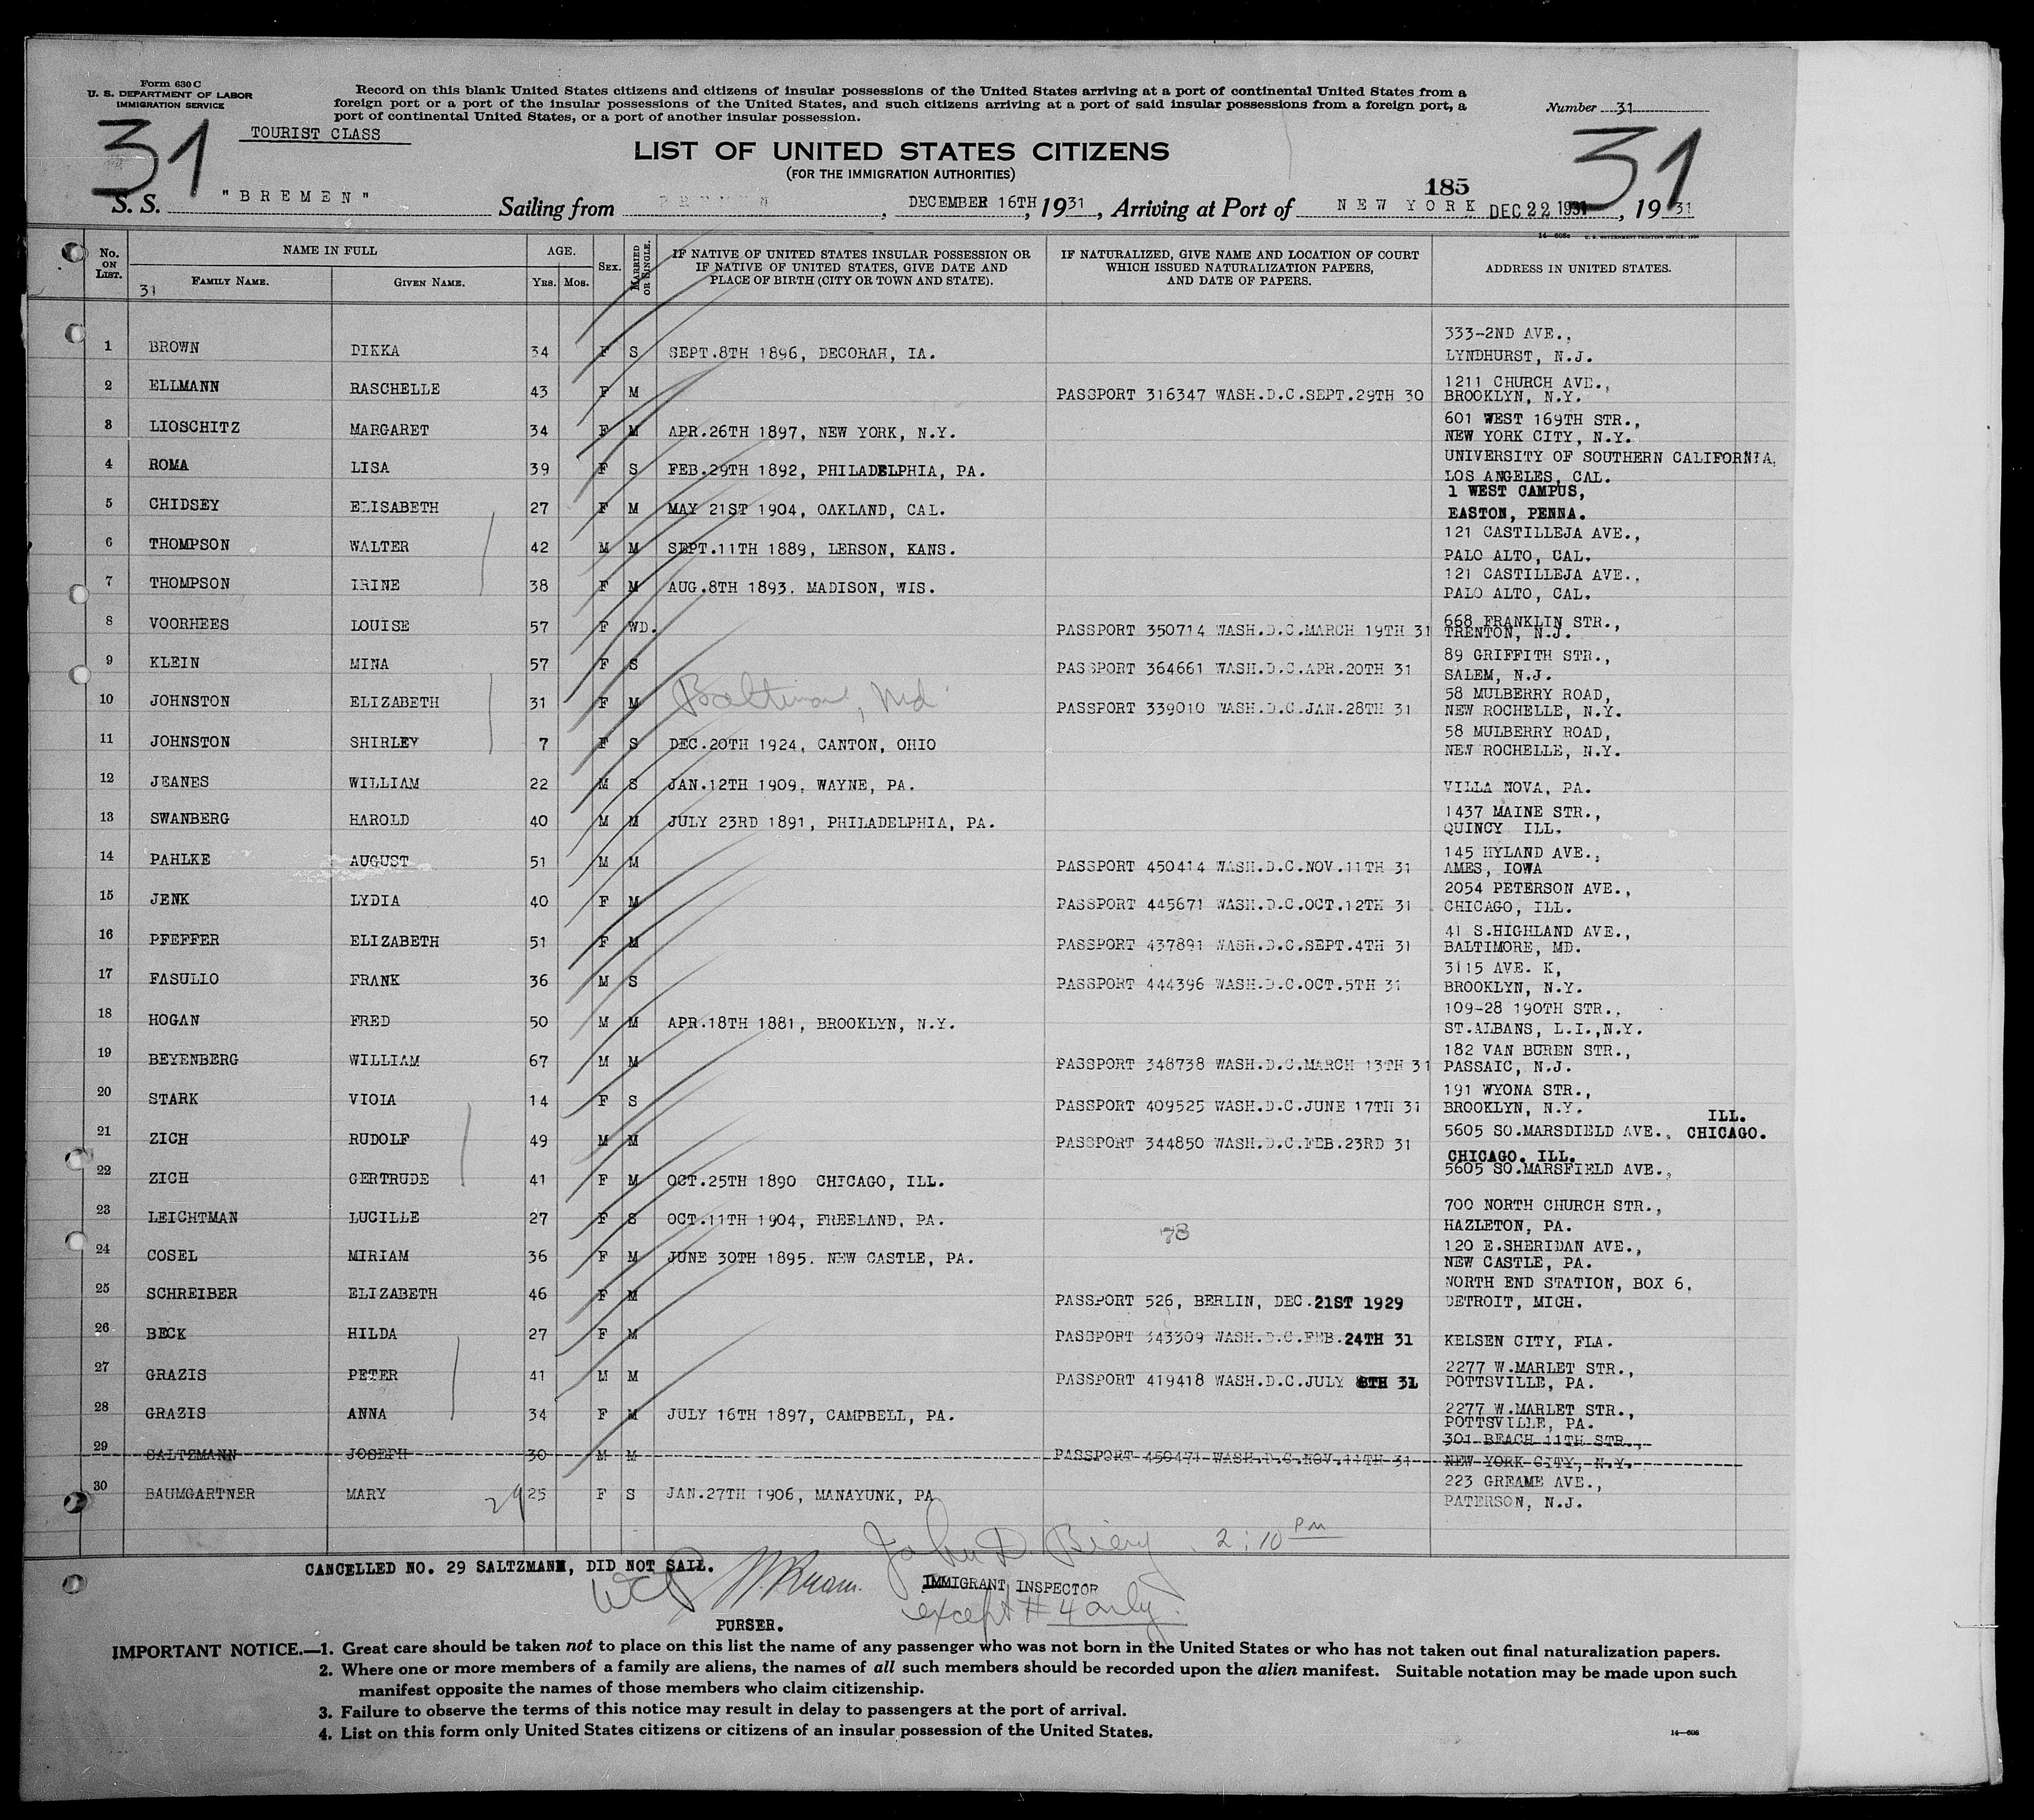 Form 630 C
U. S. DEPARTMENT OF LABOR
IMMIGRATION SERVICE
Record on this blank United States citizens and citizens of insular possessions of the United States arriving at a port of continental United States from a
foreign port or a port of the insular possessions of the United States, and such citizens arriving at a port of said insular possessions from a foreign port, a
port of continental United States, or a port of another insular possession.
Number 31
31
TOURIST CLASS
31
LIST OF UNITED STATES CITIZENS
(FOR THE IMMIGRATION AUTHORITIES)
185
S. S. "BREMEN" Sailing from BREMEN, DECEMBER 16TH, 1931, Arriving at Port of NEW YORK DEC 22 1931, 1931
No. ON LIST. NAME IN FULL AGE. SEX. MARRIED OR SINGLE. IF NATIVE OF UNITED STATES INSULAR POSSESSION OR IF NATIVE OF UNITED STATES, GIVE DATE AND PLACE OF BIRTH (CITY OR TOWN AND STATE). IF NATURALIZED, GIVE NAME AND LOCATION OF COURT WHICH ISSUED NATURALIZATION PAPERS, AND DATE OF PAPERS. ADDRESS IN UNITED STATES.
31 FAMILY NAME. GIVEN NAME. YRS. MOS.
1 BROWN DIKKA 34 F S SEPT.8TH 1896, DECORAH, IA. 333-2ND AVE., LYNDHURST, N.J.
2 ELLMANN RASCHELLE 43 F M PASSPORT 316347 WASH.D.C.SEPT.29TH 30 1211 CHURCH AVE., BROOKLYN, N.Y.
3 LIOSCHITZ MARGARET 34 F M APR.26TH 1897, NEW YORK, N.Y. 601 WEST 169TH STR., NEW YORK CITY, N.Y.
4 ROMA LISA 39 F S FEB.29TH 1892, PHILADELPHIA, PA. UNIVERSITY OF SOUTHERN CALIFORNIA, LOS ANGELES, CAL.
5 CHIDSEY ELISABETH 27 F M MAY 21ST 1904, OAKLAND, CAL. 1 WEST CAMPUS, EASTON, PENNA.
6 THOMPSON WALTER 42 M M SEPT.11TH 1889, LERSON, KANS. 121 CASTILLEJA AVE., PALO ALTO, CAL.
7 THOMPSON IRINE 38 F M AUG.8TH 1893. MADISON, WIS. 121 CASTILLEJA AVE., PALO ALTO, CAL.
8 VOORHEES LOUISE 57 F WD. PASSPORT 350714 WASH.D.C.MARCH 19TH 31 668 FRANKLIN STR., TRENTON, N.J.
9 KLEIN MINA 57 F S PASSPORT 364661 WASH.D.C.APR.20TH 31 89 GRIFFITH STR., SALEM, N.J.
10 JOHNSTON ELIZABETH 31 F M Baltimore, Md PASSPORT 339010 WASH.D.C.JAN.28TH 31 58 MULBERRY ROAD, NEW ROCHELLE, N.Y.
11 JOHNSTON SHIRLEY 7 F S DEC.20TH 1924, CANTON, OHIO 58 MULBERRY ROAD, NEW ROCHELLE, N.Y.
12 JEANES WILLIAM 22 M S JAN.12TH 1909, WAYNE, PA. VILLA NOVA, PA.
13 SWANBERG HAROLD 40 M M JULY 23RD 1891, PHILADELPHIA, PA. 1437 MAINE STR., QUINCY ILL.
14 PAHLKE AUGUST 51 M M PASSPORT 450414 WASH.D.C.NOV.11TH 31 145 HYLAND AVE., AMES, IOWA
15 JENK LYDIA 40 F M PASSPORT 445671 WASH.D.C.OCT.12TH 31 2054 PETERSON AVE., CHICAGO, ILL.
16 PFEFFER ELIZABETH 51 F M PASSPORT 437891 WASH.D.C.SEPT.4TH 31 41 S.HIGHLAND AVE., BALTIMORE, MD.
17 FASULLO FRANK 36 M S PASSPORT 444396 WASH.D.C.OCT.5TH 31 3115 AVE. K, BROOKLYN, N.Y.
18 HOGAN FRED 50 M M APR.18TH 1881, BROOKLYN, N.Y. 109-28 190TH STR., ST.ALBANS, L.I.,N.Y.
19 BEYENBERG WILLIAM 67 M M PASSPORT 348738 WASH.D.C.MARCH 13TH 31 182 VAN BUREN STR., PASSAIC, N.J.
20 STARK VIOLA 14 F S PASSPORT 409525 WASH.D.C.JUNE 17TH 31 191 WYONA STR., BROOKLYN, N.Y.
21 ZICH RUDOLF 49 M M PASSPORT 344850 WASH.D.C.FEB.23RD 31 5605 SO.MARSDIELD AVE., ILL. CHICAGO.
22 ZICH GERTRUDE 41 F M OCT.25TH 1890 CHICAGO, ILL. CHICAGO. ILL. 5605 SO.MARSFIELD AVE.,
23 LEICHTMAN LUCILLE 27 F S OCT.11TH 1904, FREELAND, PA. 700 NORTH CHURCH STR., HAZLETON, PA.
78
24 COSEL MIRIAM 36 F M JUNE 30TH 1895. NEW CASTLE, PA. 120 E.SHERIDAN AVE., NEW CASTLE, PA.
25 SCHREIBER ELIZABETH 46 F M PASSPORT 526, BERLIN, DEC.21ST 1929 NORTH END STATION, BOX 6, DETROIT, MICH.
26 BECK HILDA 27 F M PASSPORT 343309 WASH.D.C.FEB.24TH 31 KELSEN CITY, FLA.
27 GRAZIS PETER 41 M M PASSPORT 419418 WASH.D.C.JULY 8TH 31 2277 W.MARLET STR., POTTSVILLE, PA.
28 GRAZIS ANNA 34 F M JULY 16TH 1897, CAMPBELL, PA. 2277 W.MARLET STR., POTTSVILLE, PA.
29 SALTZMANN JOSEPH 30 M M PASSPORT 450471 WASH.D.C.NOV.11TH 31 301 BEACH 11TH STR., NEW YORK CITY, N.Y.
30 BAUMGARTNER MARY 29 25 F S JAN.27TH 1906, MANAYUNK, PA 223 GREAME AVE., PATERSON, N.J.
John D. Biery 2:10 PM
CANCELLED NO. 29 SALTZMANN, DID NOT SAIL.
IMMIGRANT INSPECTOR
except #4 only.
PURSER.
IMPORTANT NOTICE.—1. Great care should be taken not to place on this list the name of any passenger who was not born in the United States or who has not taken out final naturalization papers.
2. Where one or more members of a family are aliens, the names of all such members should be recorded upon the alien manifest. Suitable notation may be made upon such
manifest opposite the names of those members who claim citizenship.
3. Failure to observe the terms of this notice may result in delay to passengers at the port of arrival.
4. List on this form only United States citizens or citizens of an insular possession of the United States.
14—606